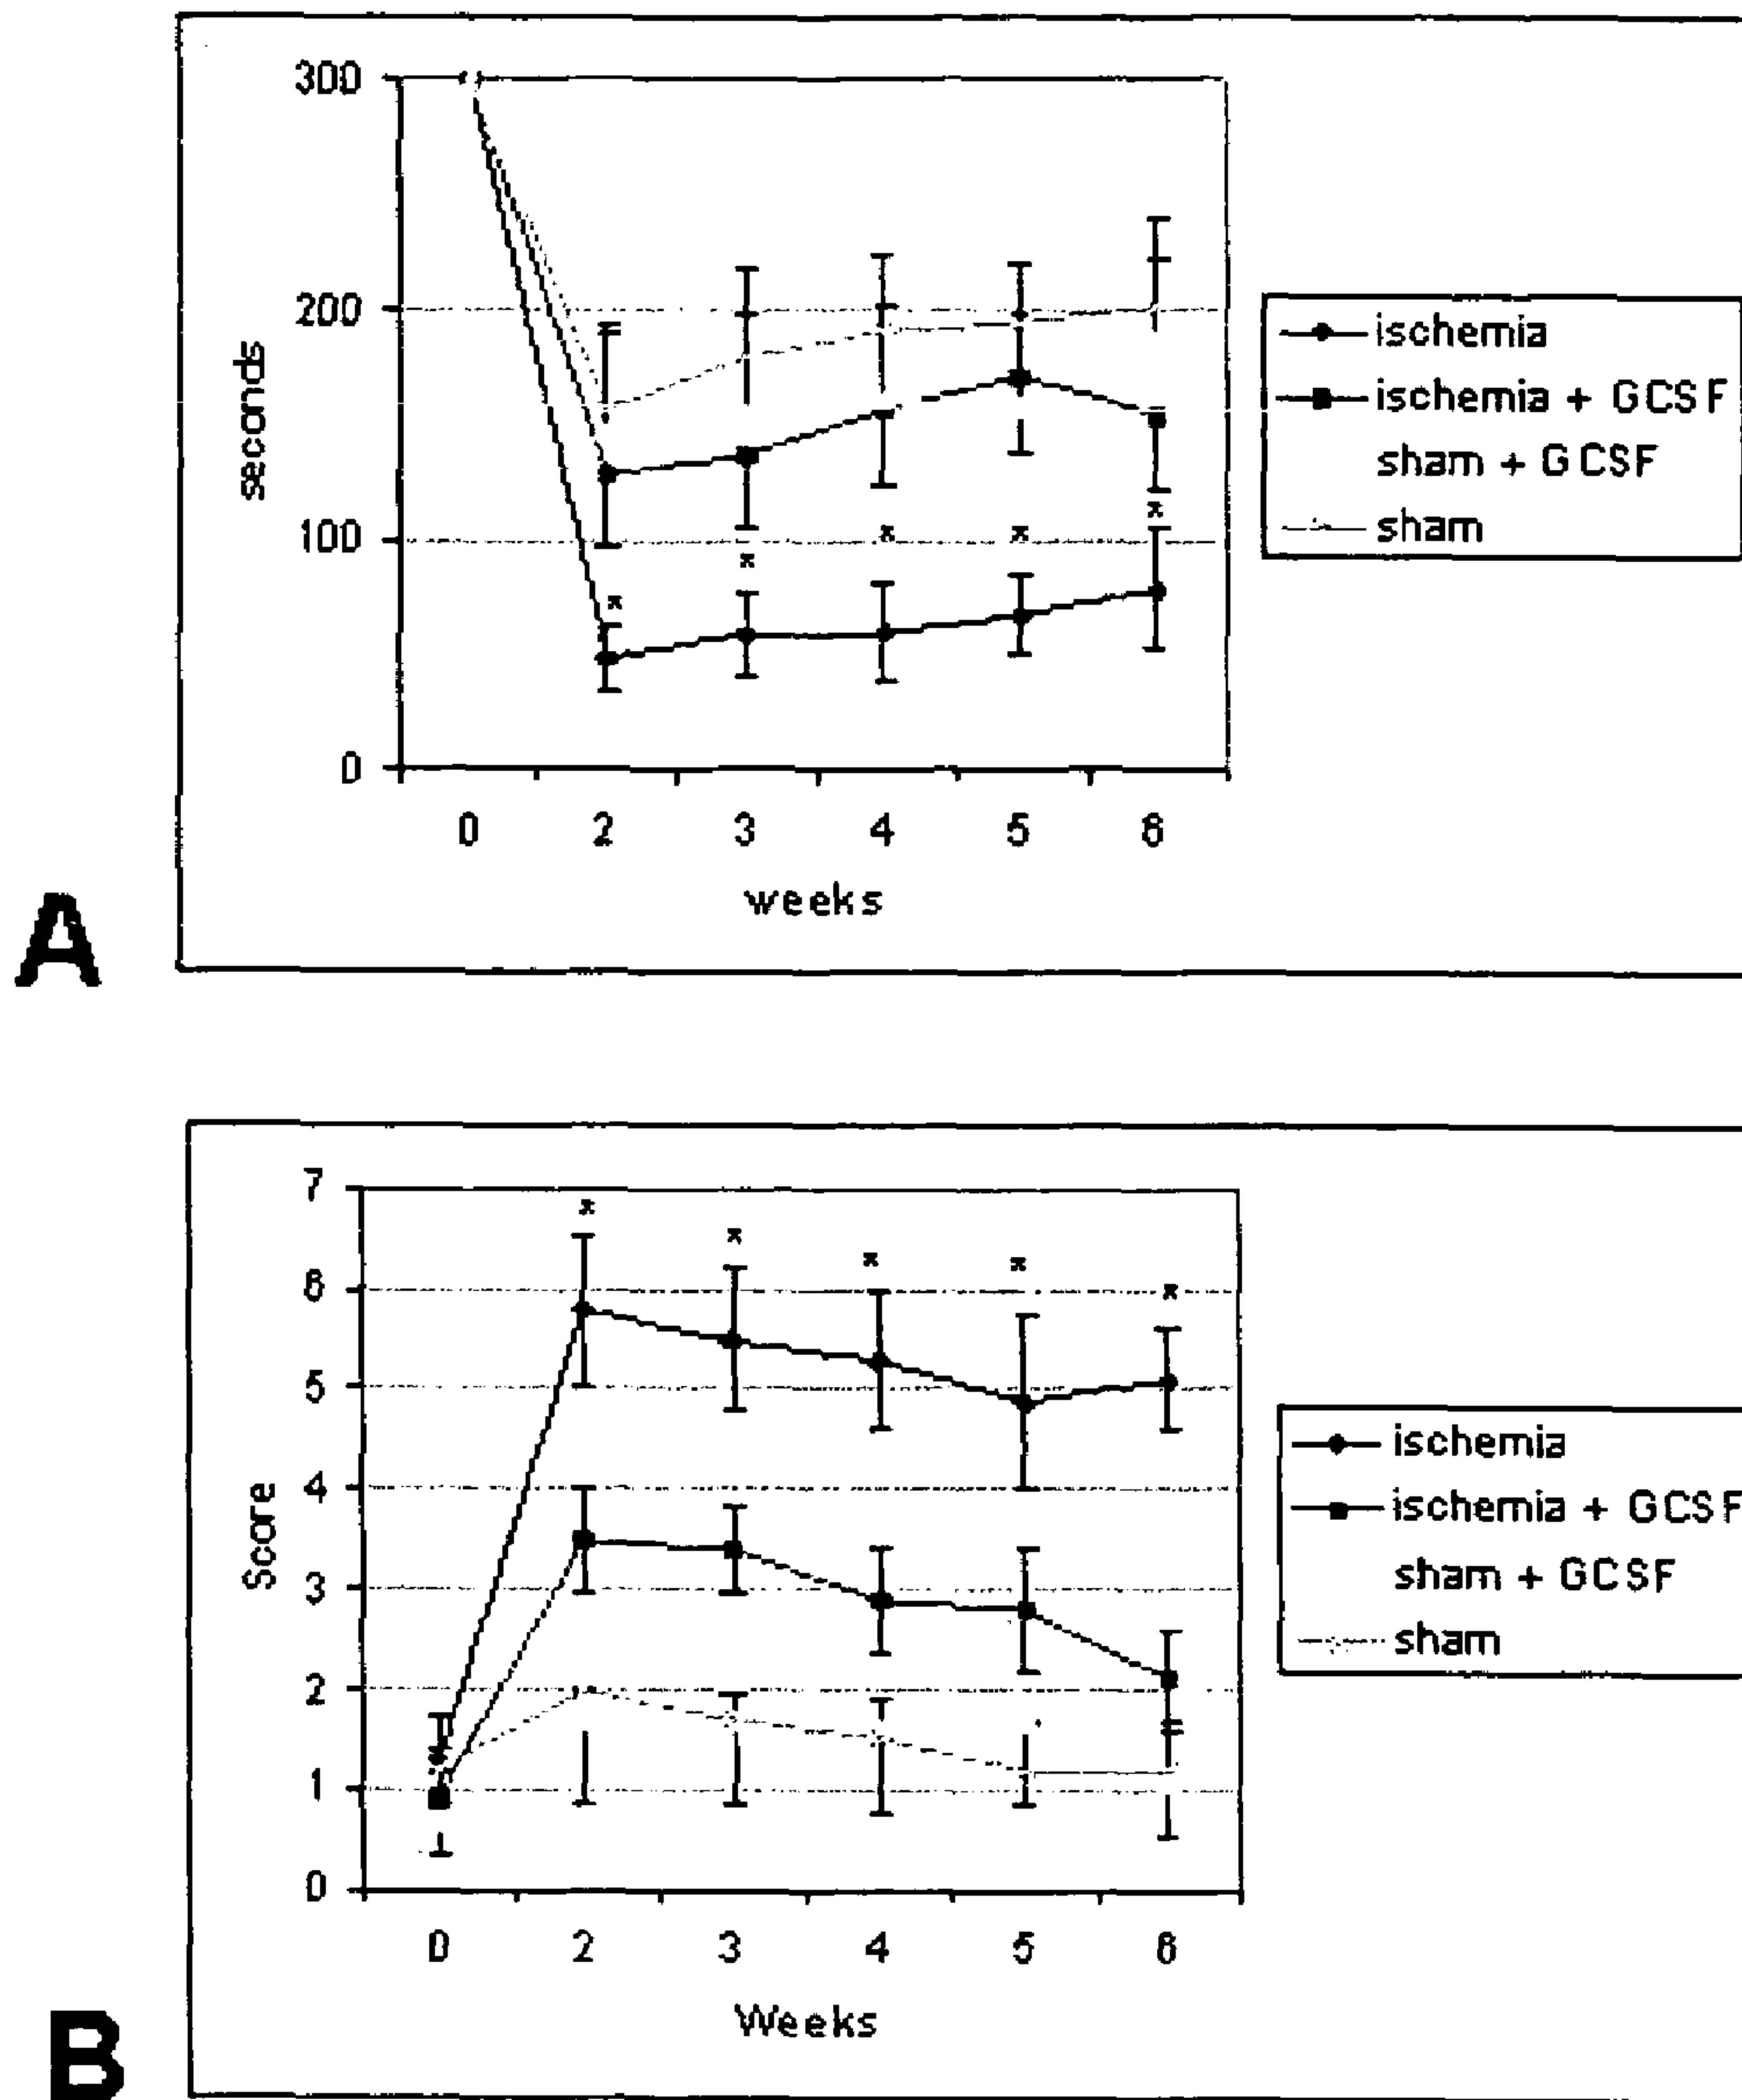 300
200
100
0
seconds
0 2 3 4 5 6
weeks
ischemia
ischemia + GCSF
sham + GCSF
sham
A
7
6
5
4
3
2
1
0
Score
0 2 3 4 5 6
Weeks
ischemia
ischemia + GCSF
sham + GCSF
sham
B